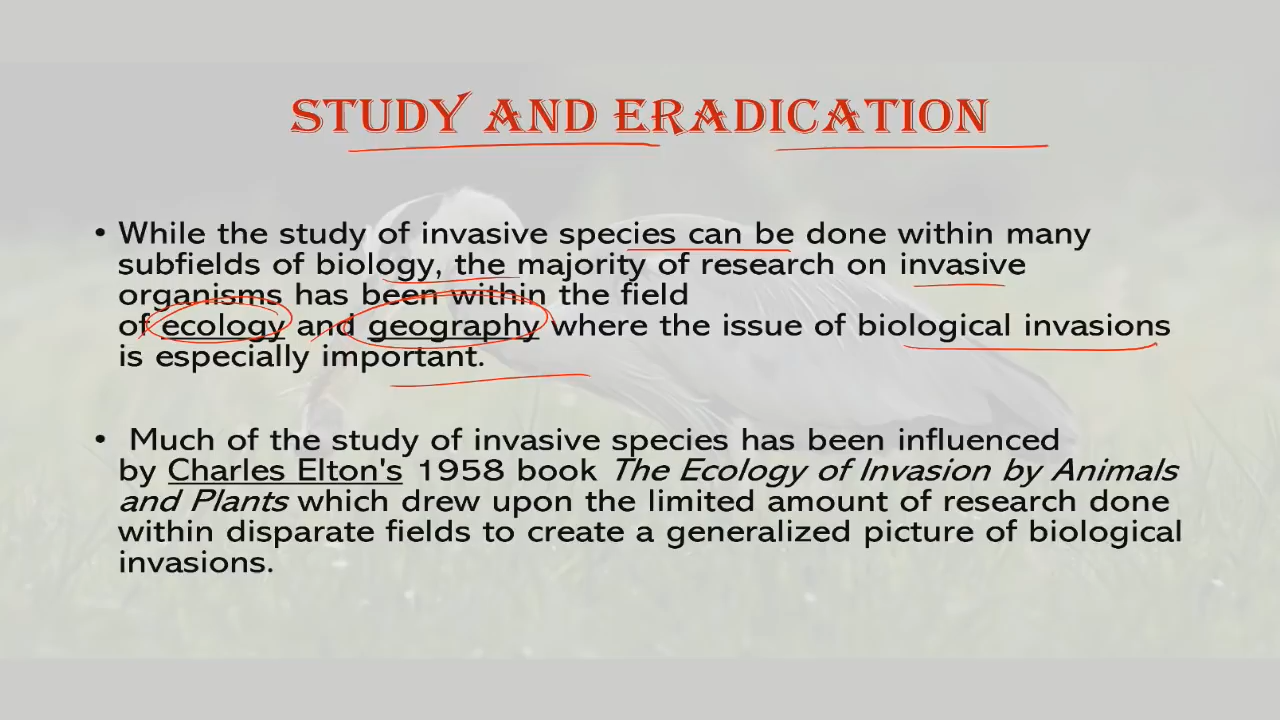 STUDY AND ERADICATION
• While the study of invasive species can be done within many
subfields of biology, the majority of research on invasive
organisms has been within the field
of ecology and geography where the issue of biological invasions
is especially important.
• Much of the study of invasive species has been influenced
by Charles Elton's 1958 book The Ecology of Invasion by Animals
and Plants which drew upon the limited amount of research done
within disparate fields to create a generalized picture of biological
invasions.